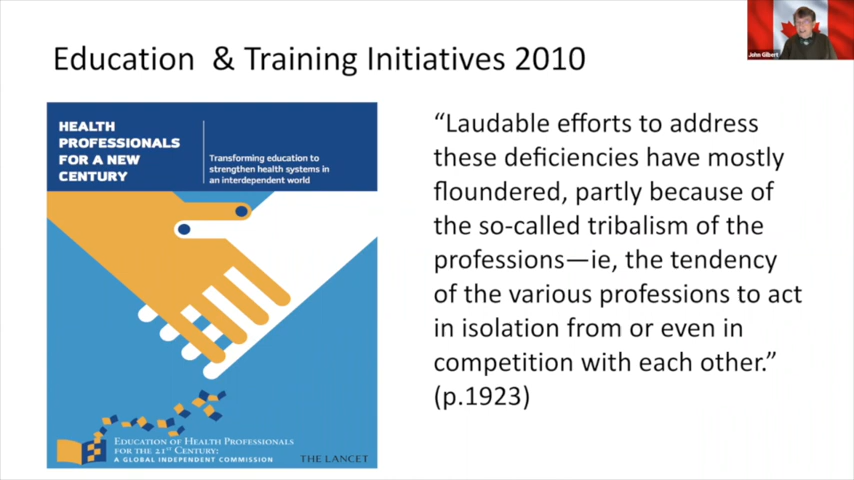 Education & Training Initiatives 2010
John Gilbert
HEALTH
PROFESSIONALS
FOR A NEW
CENTURY
Transforming education to
strengthen health systems in
an interdependent world
EDUCATION OF HEALTH PROFESSIONALS
FOR THE 21ST CENTURY:
A GLOBAL INDEPENDENT COMMISSION
THE LANCET
“Laudable efforts to address
these deficiencies have mostly
floundered, partly because of
the so-called tribalism of the
professions—ie, the tendency
of the various professions to act
in isolation from or even in
competition with each other.”
(p.1923)